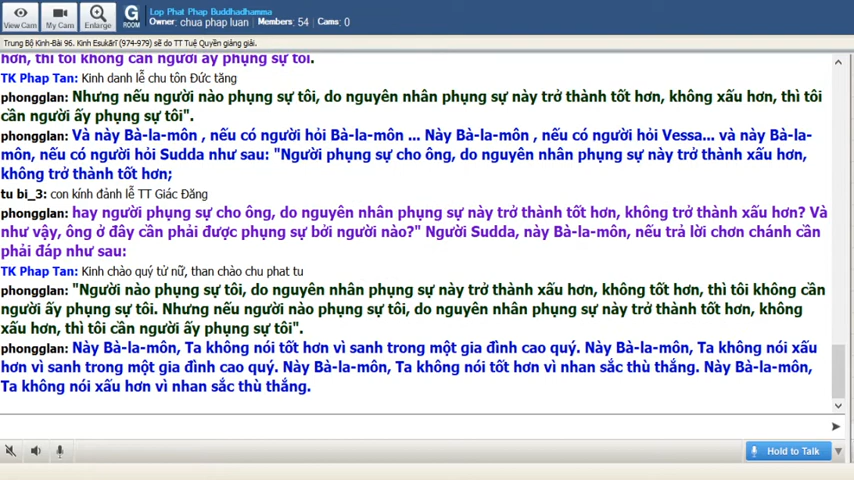 View Cam
My Cam
Enlarge
G
ROOM
Lop Phat Phap Buddhadhamma
Owner: chua phap luan / Members: 54 / Cams: 0
Trung Bộ Kinh-Bài 96. Kinh Esukārī (974-979) sẽ do TT Tuệ Quyền giảng giải.
hơn, thì tôi không cần người ấy phụng sự tôi.
TK Phap Tan: Kinh danh lễ chu tôn Đức tăng
phongglan: Nhưng nếu người nào phụng sự tôi, do nguyên nhân phụng sự này trở thành tốt hơn, không xấu hơn, thì tôi
cần người ấy phụng sự tôi".
phongglan: Và này Bà-la-môn , nếu có người hỏi Bà-la-môn ... Này Bà-la-môn , nếu có người hỏi Vessa... và này Bà-la-
môn, nếu có người hỏi Sudda như sau: "Người phụng sự cho ông, do nguyên nhân phụng sự này trở thành xấu hơn,
không trở thành tốt hơn;
tu bi_3: con kính đảnh lễ TT Giác Đăng
phongglan: hay người phụng sự cho ông, do nguyên nhân phụng sự này trở thành tốt hơn, không trở thành xấu hơn? Và
như vậy, ông ở đây cần phải được phụng sự bởi người nào?" Người Sudda, này Bà-la-môn, nếu trả lời chơn chánh cần
phải đáp như sau:
TK Phap Tan: Kinh chào quý tử nữ, than chào chu phat tu
phongglan: "Người nào phụng sự tôi, do nguyên nhân phụng sự này trở thành xấu hơn, không tốt hơn, thì tôi không cần
người ấy phụng sự tôi. Nhưng nếu người nào phụng sự tôi, do nguyên nhân phụng sự này trở thành tốt hơn, không
xấu hơn, thì tôi cần người ấy phụng sự tôi".
phongglan: Này Bà-la-môn, Ta không nói tốt hơn vì sanh trong một gia đình cao quý. Này Bà-la-môn, Ta không nói xấu
hơn vì sanh trong một gia đình cao quý. Này Bà-la-môn, Ta không nói tốt hơn vì nhan sắc thù thắng. Này Bà-la-môn,
Ta không nói xấu hơn vì nhan sắc thù thắng.
Hold to Talk